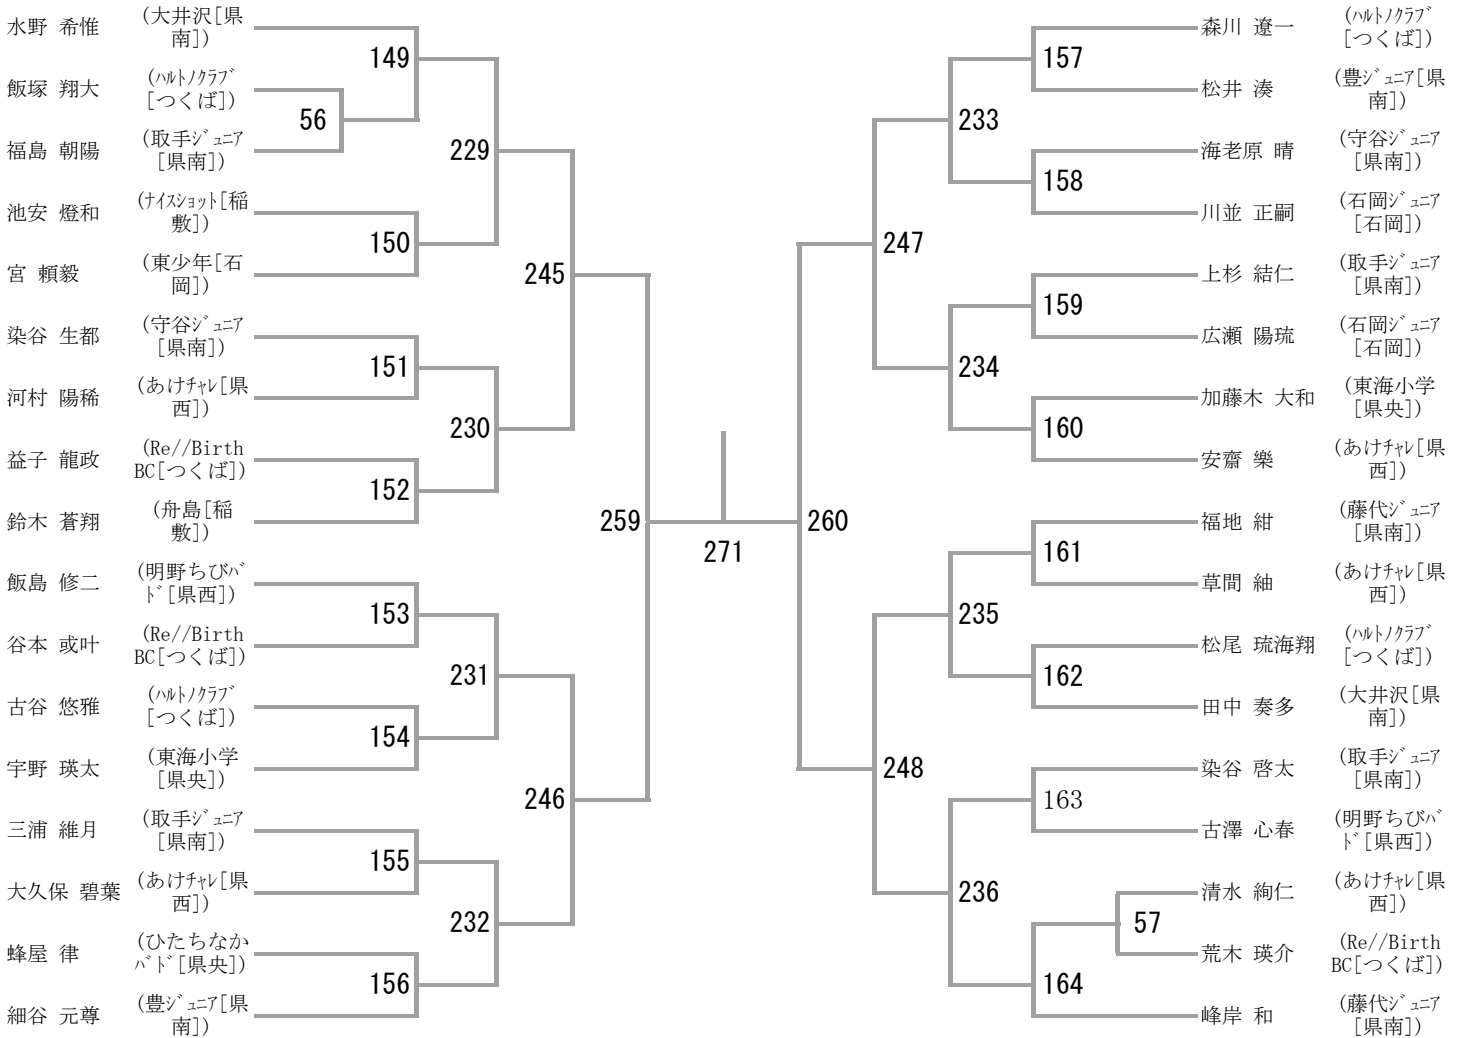 水野 希惟
(大井沢[県
南])
飯塚 翔大
(ﾊﾙﾄﾉｸﾗﾌﾞ
[つくば])
福島 朝陽
(取手ｼﾞｭﾆｱ
[県南])
池安 燈和
(ﾅｲｽｼｮｯﾄ[稲
敷])
宮 頼毅
(東少年[石
岡])
染谷 生都
(守谷ｼﾞｭﾆｱ
[県南])
河村 陽稀
(あけﾁｬﾚ[県
西])
益子 龍政
(Re//Birth
BC[つくば])
鈴木 蒼翔
(舟島[稲
敷])
飯島 修二
(明野ちびﾊﾞ
ﾄﾞ[県西])
谷本 或叶
(Re//Birth
BC[つくば])
古谷 悠雅
(ﾊﾙﾄﾉｸﾗﾌﾞ
[つくば])
宇野 瑛太
(東海小学
[県央])
三浦 維月
(取手ｼﾞｭﾆｱ
[県南])
大久保 碧葉
(あけﾁｬﾚ[県
西])
蜂屋 律
(ひたちなか
ﾊﾞﾄﾞ[県央])
細谷 元尊
(豊ｼﾞｭﾆｱ[県
南])
56
149
150
151
152
153
154
155
156
229
230
231
232
245
246
259
271
260
247
248
233
234
235
236
157
158
159
160
161
162
163
164
57
森川 遼一
(ﾊﾙﾄﾉｸﾗﾌﾞ
[つくば])
松井 湊
(豊ｼﾞｭﾆｱ[県
南])
海老原 晴
(守谷ｼﾞｭﾆｱ
[県南])
川並 正嗣
(石岡ｼﾞｭﾆｱ
[石岡])
上杉 結仁
(取手ｼﾞｭﾆｱ
[県南])
広瀬 陽琉
(石岡ｼﾞｭﾆｱ
[石岡])
加藤木 大和
(東海小学
[県央])
安齋 樂
(あけﾁｬﾚ[県
西])
福地 紺
(藤代ｼﾞｭﾆｱ
[県南])
草間 紬
(あけﾁｬﾚ[県
西])
松尾 琉海翔
(ﾊﾙﾄﾉｸﾗﾌﾞ
[つくば])
田中 奏多
(大井沢[県
南])
染谷 啓太
(取手ｼﾞｭﾆｱ
[県南])
古澤 心春
(明野ちびﾊﾞ
ﾄﾞ[県西])
清水 絢仁
(あけﾁｬﾚ[県
西])
荒木 瑛介
(Re//Birth
BC[つくば])
峰岸 和
(藤代ｼﾞｭﾆｱ
[県南])